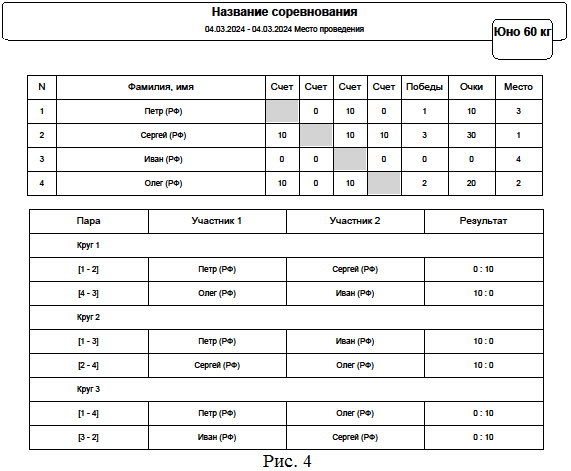 Название соревнования
04.03.2024 - 04.03.2024 Место проведения
Юно 60 кг
N Фамилия, имя Счет Счет Счет Счет Победы Очки Место
1 Петр (РФ) 0 10 0 1 10 3
2 Сергей (РФ) 10 10 10 3 30 1
3 Иван (РФ) 0 0 0 0 0 4
4 Олег (РФ) 10 0 10 2 20 2
Пара Участник 1 Участник 2 Результат
Круг 1
[1 - 2] Петр (РФ) Сергей (РФ) 0 : 10
[4 - 3] Олег (РФ) Иван (РФ) 10 : 0
Круг 2
[1 - 3] Петр (РФ) Иван (РФ) 10 : 0
[2 - 4] Сергей (РФ) Олег (РФ) 10 : 0
Круг 3
[1 - 4] Петр (РФ) Олег (РФ) 0 : 10
[3 - 2] Иван (РФ) Сергей (РФ) 0 : 10
Рис. 4